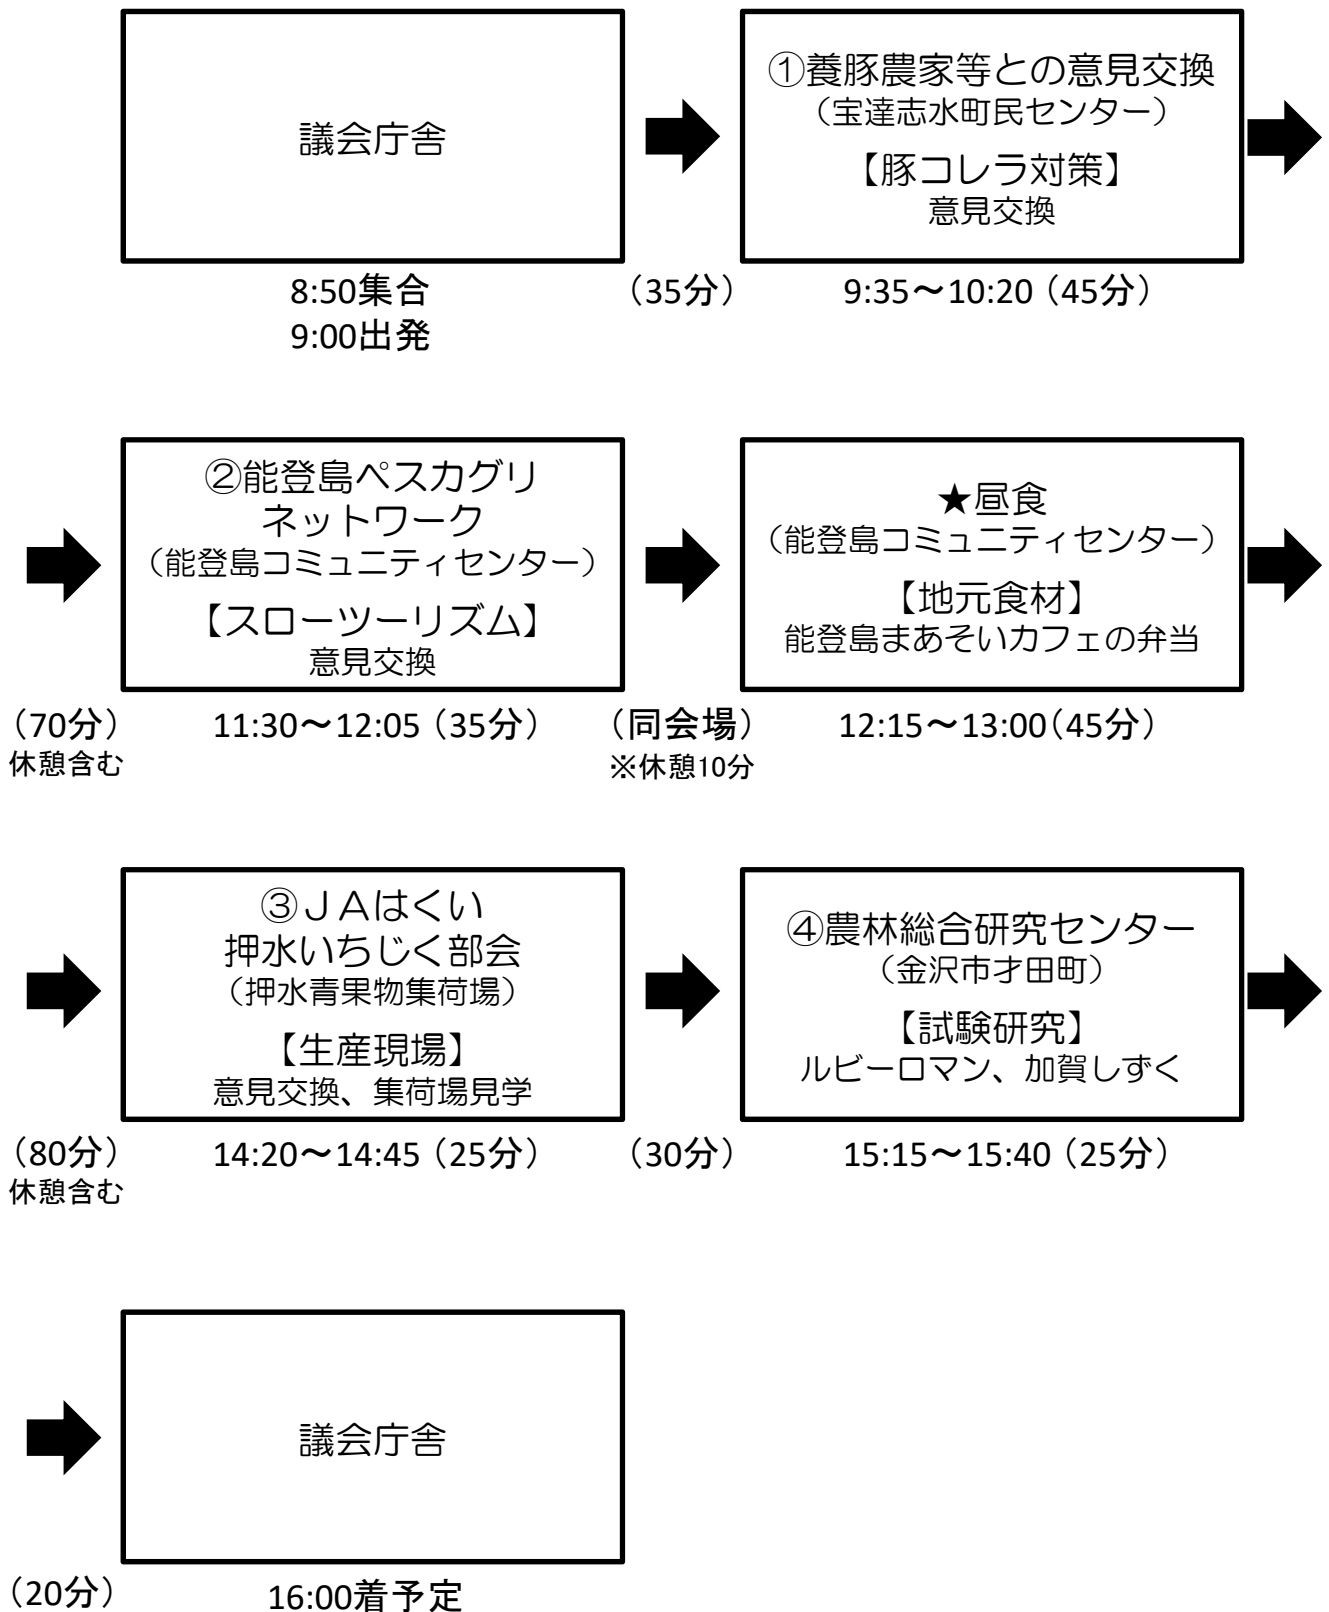 議会庁舎
8:50集合
9:00出発
（35分）
①養豚農家等との意見交換
（宝達志水町民センター）
【豚コレラ対策】
意見交換
9:35～10:20（45分）
（70分）
休憩含む
②能登島ペスカグリ
ネットワーク
（能登島コミュニティセンター）
【スローツーリズム】
意見交換
11:30～12:05（35分）
（同会場）
※休憩10分
★昼食
（能登島コミュニティセンター）
【地元食材】
能登島まあそいカフェの弁当
12:15～13:00（45分）
（80分）
休憩含む
③ＪＡはくい
押水いちじく部会
（押水青果物集荷場）
【生産現場】
意見交換、集荷場見学
14:20～14:45（25分）
（30分）
④農林総合研究センター
（金沢市才田町）
【試験研究】
ルビーロマン、加賀しずく
15:15～15:40（25分）
（20分）
議会庁舎
16:00着予定